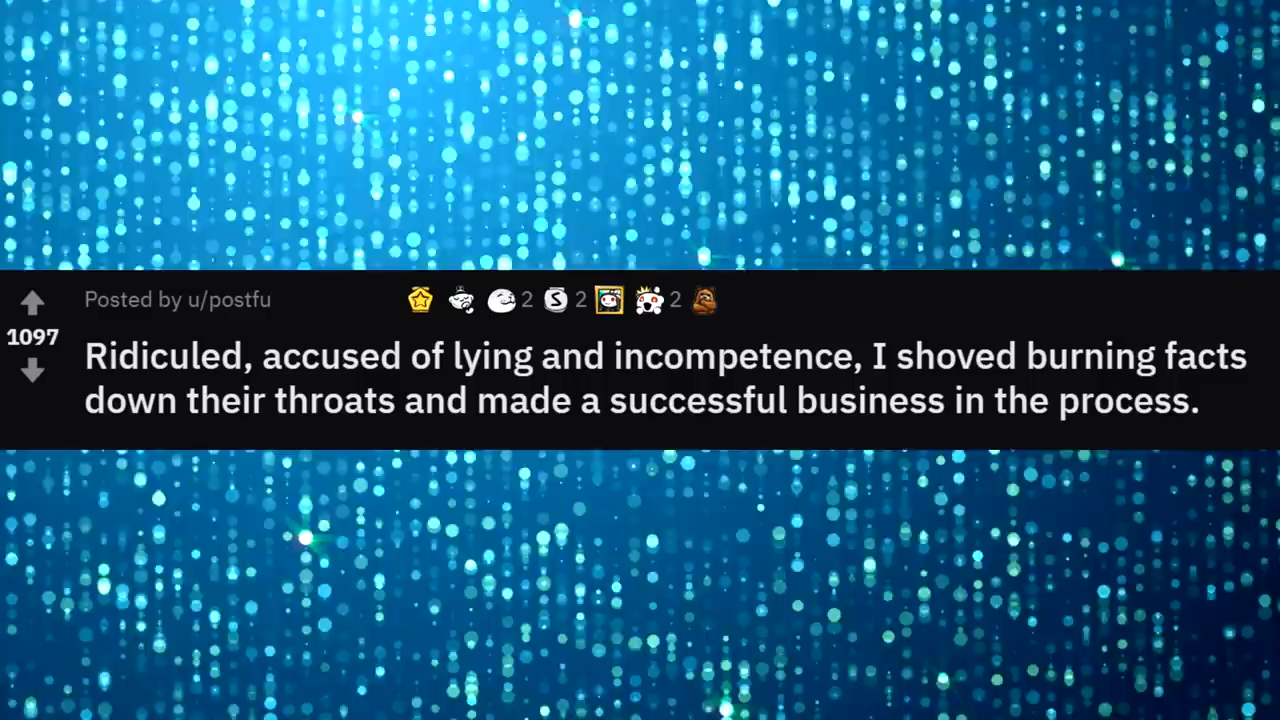 Posted by u/postfu
2 2 2
1097
Ridiculed, accused of lying and incompetence, I shoved burning facts
down their throats and made a successful business in the process.